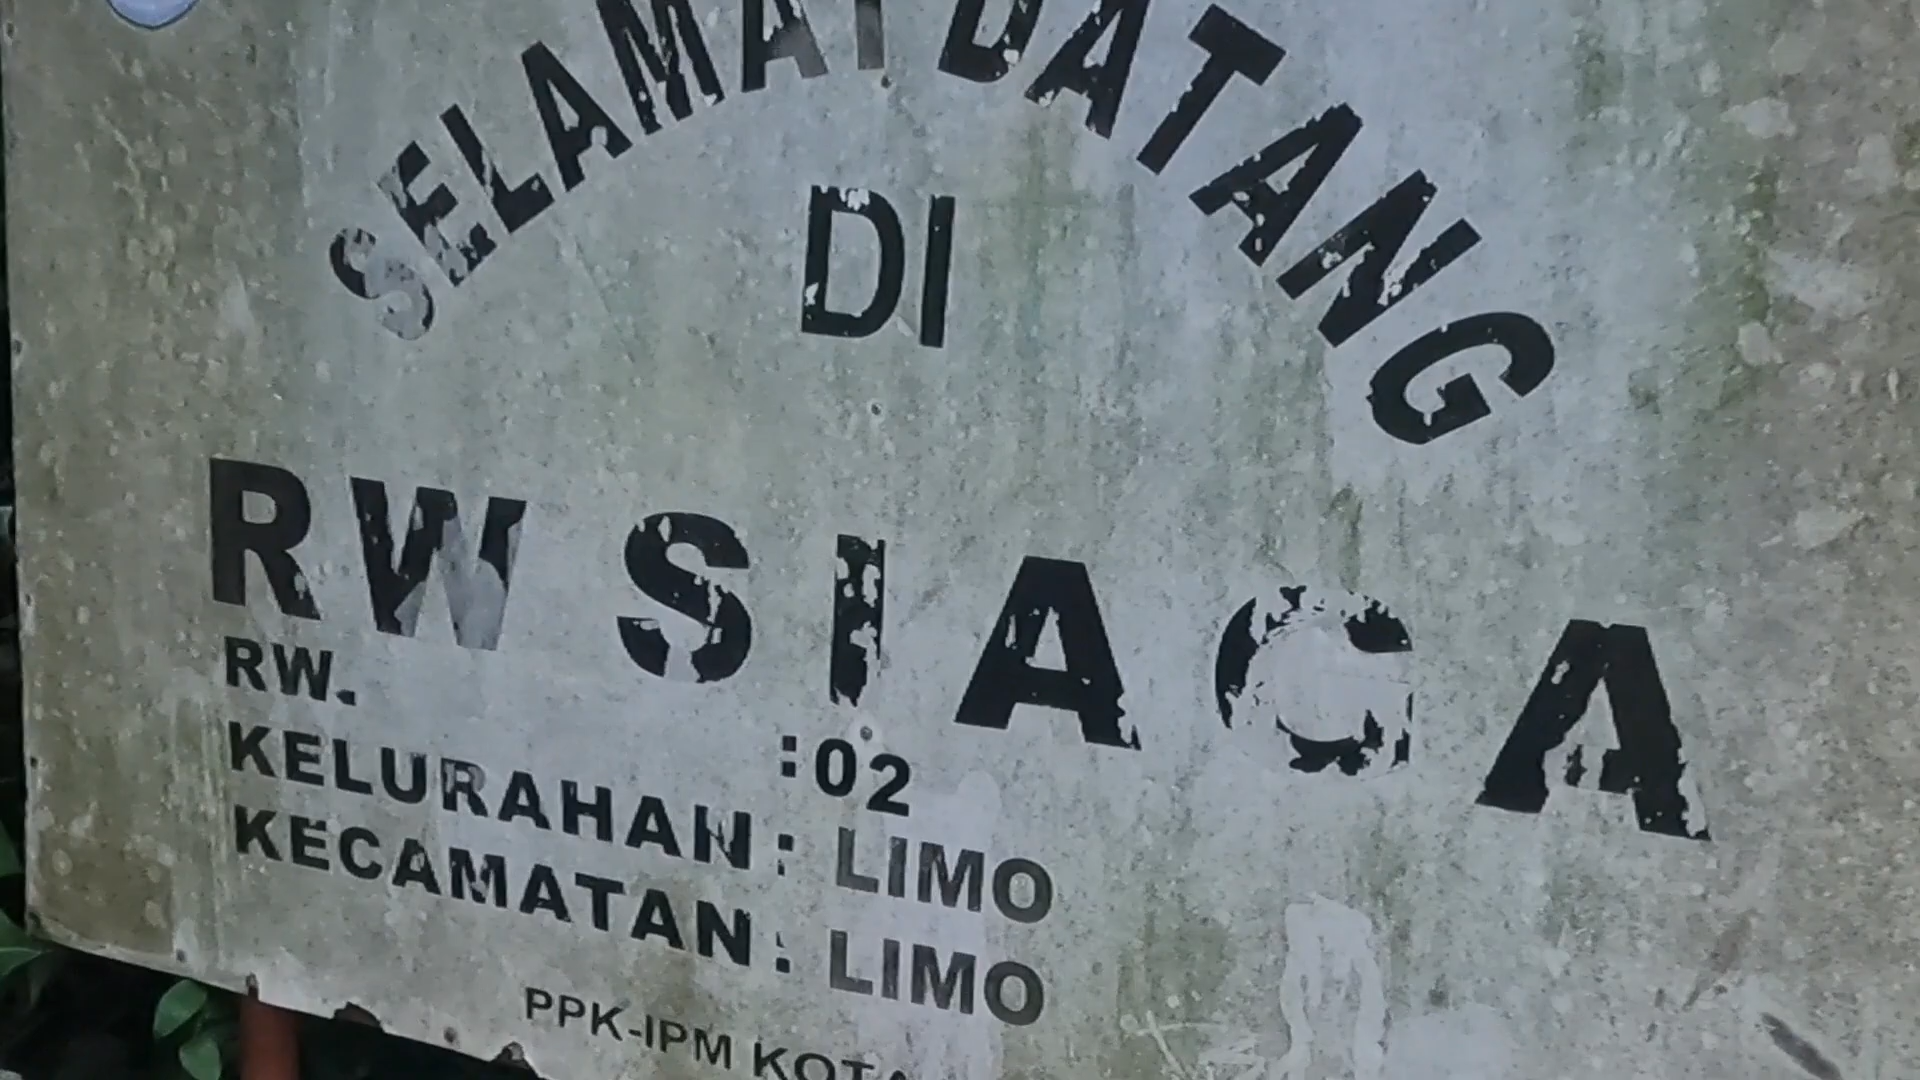 SELAMAT DATANG
DI
RW SIAGA
RW. :02
KELURAHAN : LIMO
KECAMATAN : LIMO
PPK-IPM KOTA